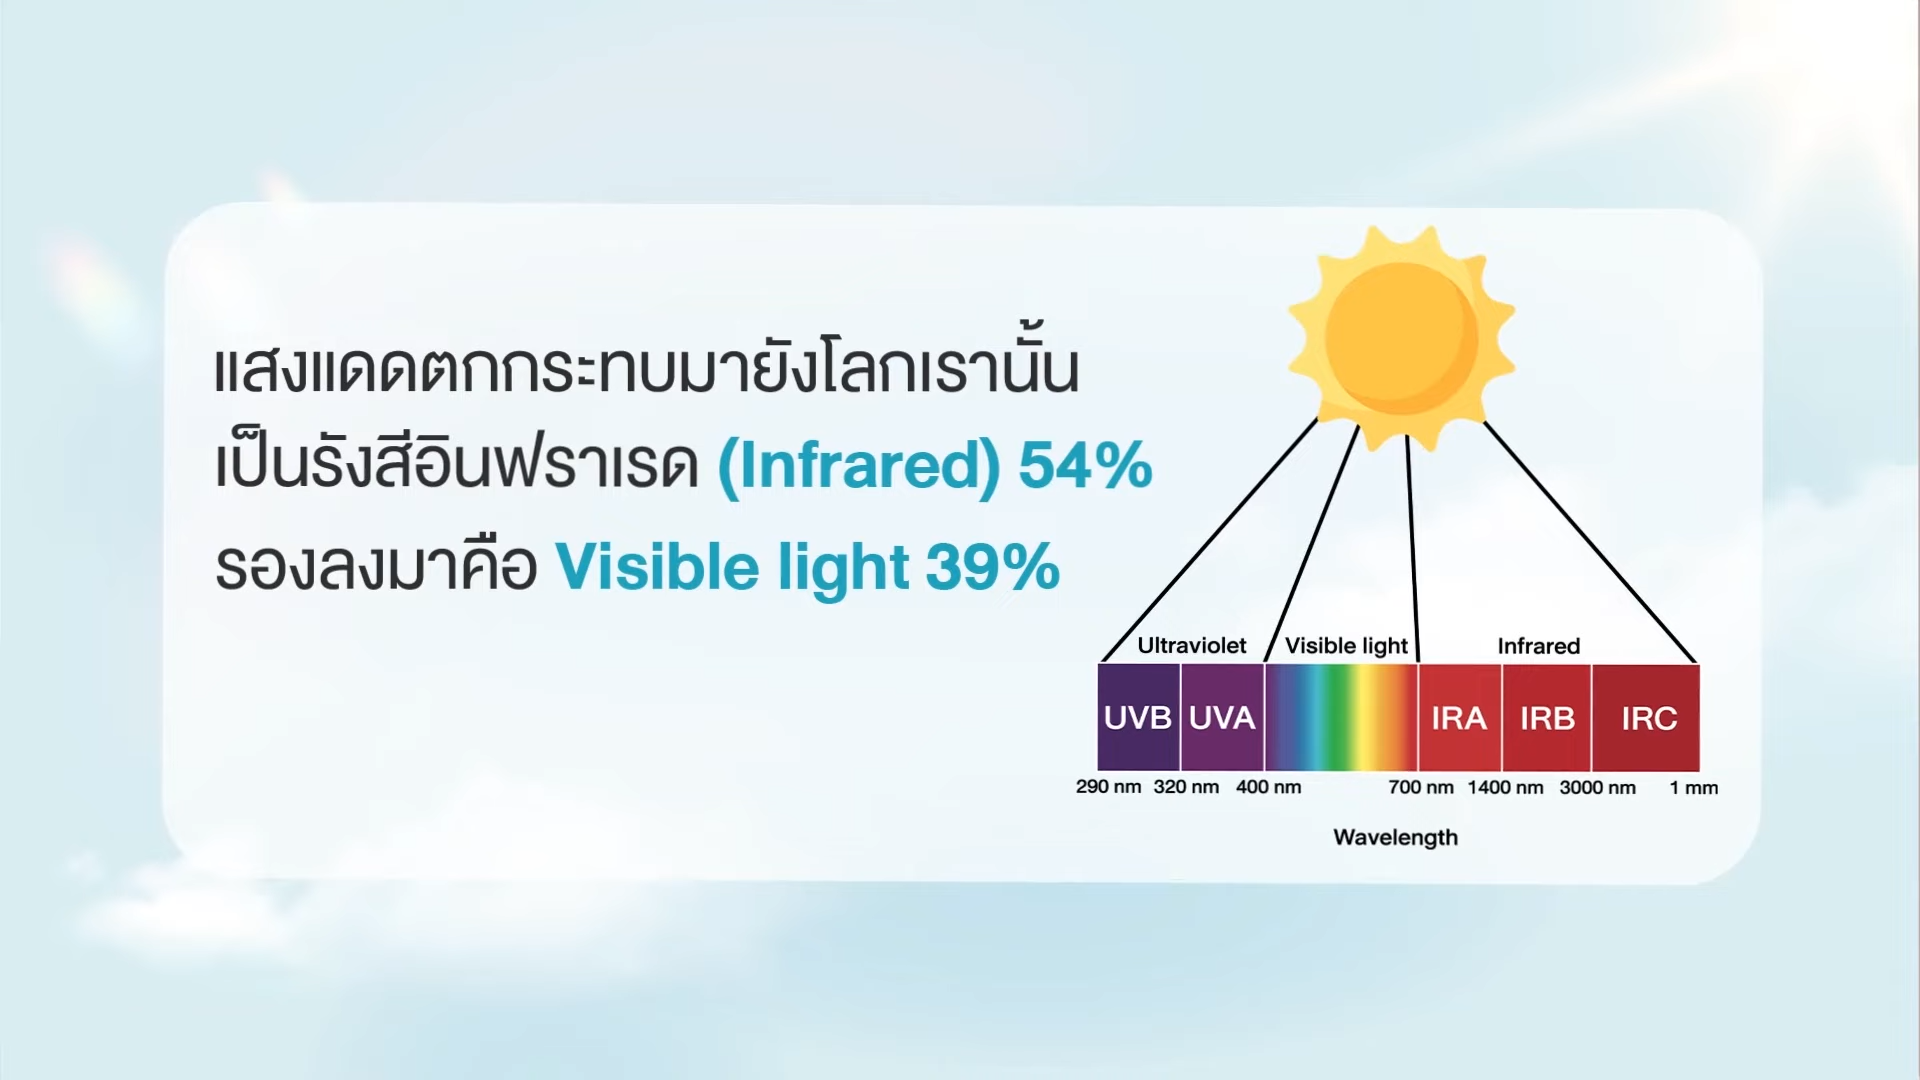 แสงแดดตกกระทบมายังโลกเรานั้น
เป็นรังสีอินฟราเรด (Infrared) 54%
รองลงมาคือ Visible light 39%
Ultraviolet Visible light Infrared
UVB UVA IRA IRB IRC
290 nm 320 nm 400 nm 700 nm 1400 nm 3000 nm 1 mm
Wavelength